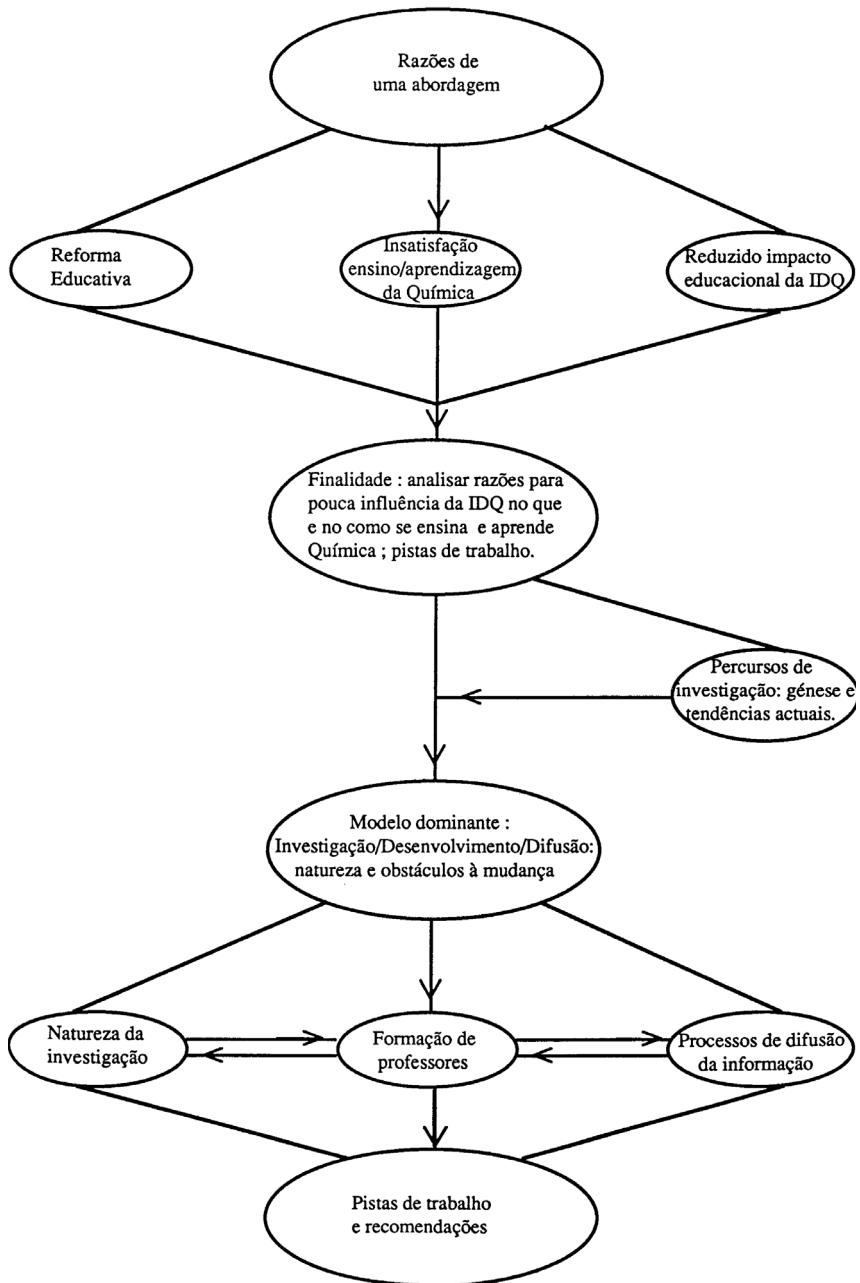 Razões de
uma abordagem
Reforma
Educativa
Insatisfação
ensino/aprendizagem
da Química
Reduzido impacto
educacional da IDQ
Finalidade : analisar razões para
pouca influência da IDQ no que
e no como se ensina e aprende
Química ; pistas de trabalho.
Percursos de
investigação: génese e
tendências actuais.
Modelo dominante :
Investigação/Desenvolvimento/Difusão:
natureza e obstáculos à mudança
Natureza da
investigação
Formação de
professores
Processos de difusão
da informação
Pistas de trabalho
e recomendações